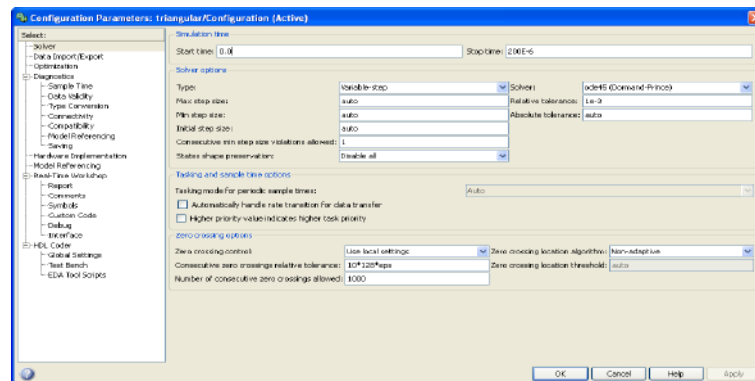 Configuration Parameters: triangular/Configuration (Active)
Select:
Solver
Data Import/Export
Optimization
Diagnostics
Sample Time
Data Validity
Type Conversion
Connectivity
Compatibility
Model Referencing
Saving
Hardware Implementation
Model Referencing
Real-Time Workshop
Report
Comments
Symbols
Custom Code
Debug
Interface
HDL Coder
Global Settings
Test Bench
EDA Tool Scripts
Simulation time
Start time: 0.0 Stop time: 200E-6
Solver options
Type: Variable-step Solver: ode45 (Dormand-Prince)
Max step size: auto Relative tolerance: 1e-3
Min step size: auto Absolute tolerance: auto
Initial step size: auto
Consecutive min step size violations allowed: 1
States shape preservation: Disable all
Tasking and sample time options
Tasking mode for periodic sample times: Auto
Automatically handle rate transition for data transfer
Higher priority value indicates higher task priority
Zero crossing options
Zero crossing control: Use local settings Zero crossing location algorithm: Non-adaptive
Consecutive zero crossings relative tolerance: 10*128*eps Zero crossing location threshold: auto
Number of consecutive zero crossings allowed: 1000
OK Cancel Help Apply